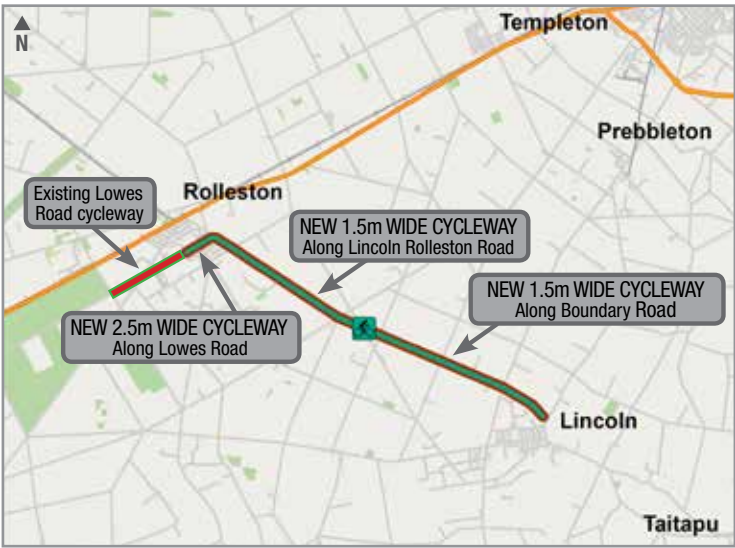 N
Templeton
Prebbleton
Existing Lowes
Road cycleway
Rolleston
NEW 1.5m WIDE CYCLEWAY
Along Lincoln Rolleston Road
NEW 1.5m WIDE CYCLEWAY
Along Boundary Road
NEW 2.5m WIDE CYCLEWAY
Along Lowes Road
Lincoln
Taitapu